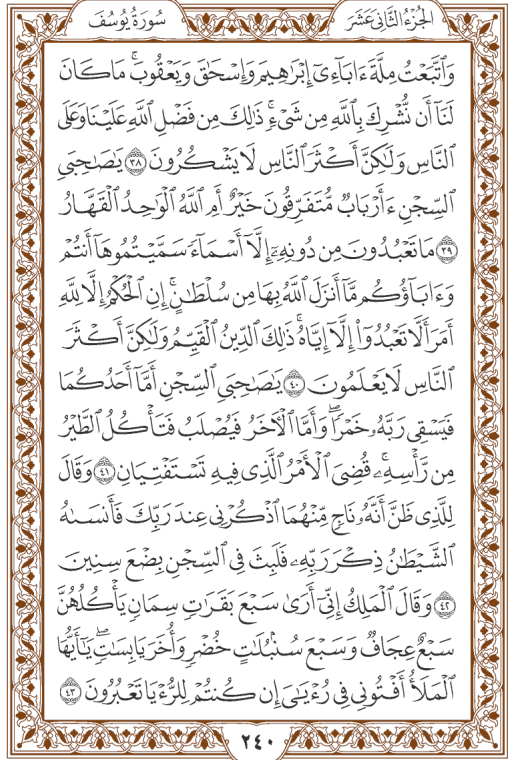 الجزء الثاني عشر
سورة يوسف
وَٱتَّبَعْتُ مِلَّةَ ءَابَآءِىٓ إِبْرَٰهِيمَ وَإِسْحَٰقَ وَيَعْقُوبَ ۚ مَا كَانَ
لَنَآ أَن نُّشْرِكَ بِٱللَّهِ مِن شَىْءٍ ۚ ذَٰلِكَ مِن فَضْلِ ٱللَّهِ عَلَيْنَا وَعَلَى
ٱلنَّاسِ وَلَٰكِنَّ أَكْثَرَ ٱلنَّاسِ لَا يَشْكُرُونَ ٣٨ يَٰصَٰحِبَىِ
ٱلسِّجْنِ ءَأَرْبَابٌ مُّتَفَرِّقُونَ خَيْرٌ أَمِ ٱللَّهُ ٱلْوَٰحِدُ ٱلْقَهَّارُ
٣٩ مَا تَعْبُدُونَ مِن دُونِهِۦٓ إِلَّآ أَسْمَآءً سَمَّيْتُمُوهَآ أَنتُمْ
وَءَابَآؤُكُم مَّآ أَنزَلَ ٱللَّهُ بِهَا مِن سُلْطَٰنٍ ۚ إِنِ ٱلْحُكْمُ إِلَّا لِلَّهِ
أَمَرَ أَلَّا تَعْبُدُوٓا۟ إِلَّآ إِيَّاهُ ۚ ذَٰلِكَ ٱلدِّينُ ٱلْقَيِّمُ وَلَٰكِنَّ أَكْثَرَ
ٱلنَّاسِ لَا يَعْلَمُونَ ٤٠ يَٰصَٰحِبَىِ ٱلسِّجْنِ أَمَّآ أَحَدُكُمَا
فَيَسْقِى رَبَّهُۥ خَمْرًا ۖ وَأَمَّا ٱلْءَاخَرُ فَيُصْلَبُ فَتَأْكُلُ ٱلطَّيْرُ
مِن رَّأْسِهِۦ ۚ قُضِىَ ٱلْأَمْرُ ٱلَّذِى فِيهِ تَسْتَفْتِيَانِ ٤١ وَقَالَ
لِلَّذِى ظَنَّ أَنَّهُۥ نَاجٍ مِّنْهُمَا ٱذْكُرْنِى عِندَ رَبِّكَ فَأَنسَىٰهُ
ٱلشَّيْطَٰنُ ذِكْرَ رَبِّهِۦ فَلَبِثَ فِى ٱلسِّجْنِ بِضْعَ سِنِينَ
٤٢ وَقَالَ ٱلْمَلِكُ إِنِّىٓ أَرَىٰ سَبْعَ بَقَرَٰتٍ سِمَانٍ يَأْكُلُهُنَّ
سَبْعٌ عِجَافٌ وَسَبْعَ سُنۢبُلَٰتٍ خُضْرٍ وَأُخَرَ يَابِسَٰتٍ ۖ يَٰٓأَيُّهَا
ٱلْمَلَأُ أَفْتُونِى فِى رُءْيَٰىَ إِن كُنتُمْ لِلرُّءْيَا تَعْبُرُونَ ٤٣
٢٤٠